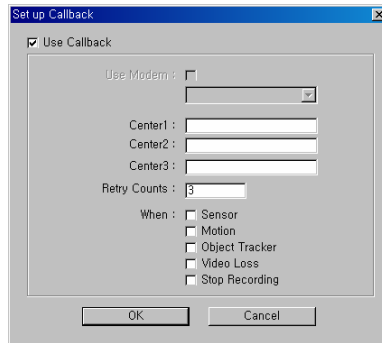 Set up Callback
Use Callback
Use Modem :
Center1 :
Center2 :
Center3 :
Retry Counts : 3
When : Sensor
Motion
Object Tracker
Video Loss
Stop Recording
OK Cancel